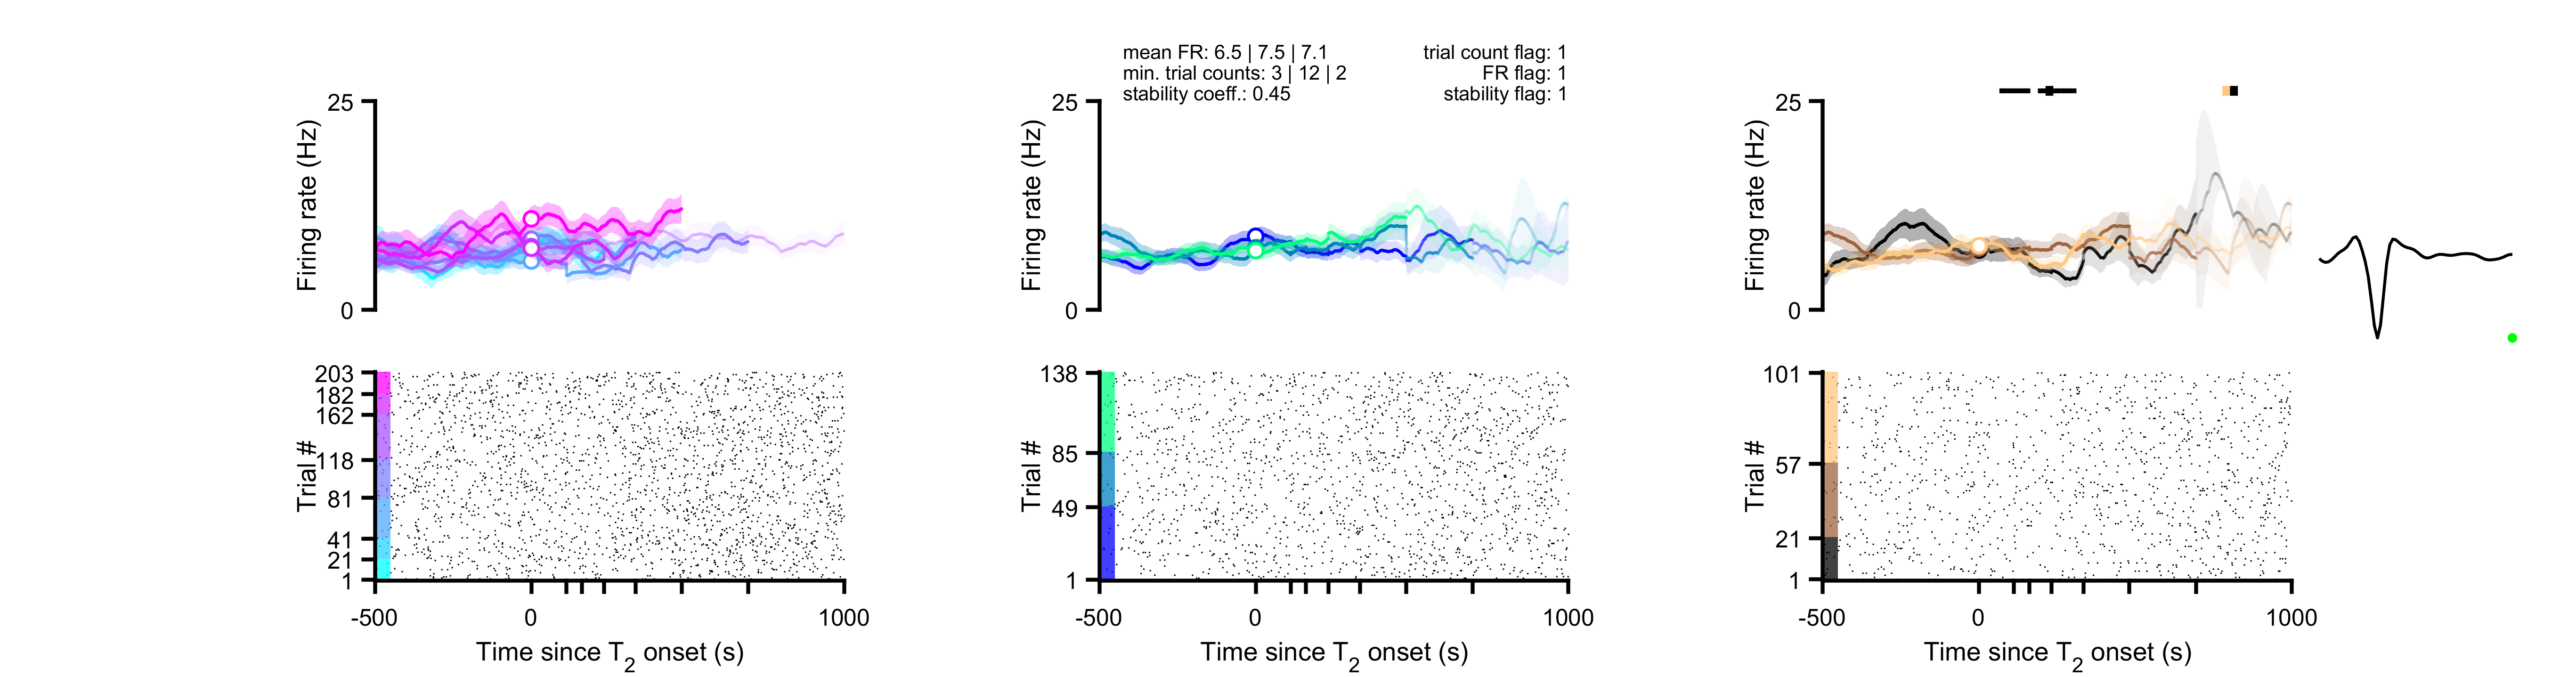 mean FR: 6.5 | 7.5 | 7.1
min. trial counts: 3 | 12 | 2
stability coeff.: 0.45
trial count flag: 1
FR flag: 1
stability flag: 1
Firing rate (Hz)
25
0
Trial #
203
182
162
118
81
41
21
1
-500
0
1000
Time since T2 onset (s)
Firing rate (Hz)
25
0
Trial #
138
85
49
1
-500
0
1000
Time since T2 onset (s)
Firing rate (Hz)
25
0
Trial #
101
57
21
1
-500
0
1000
Time since T2 onset (s)